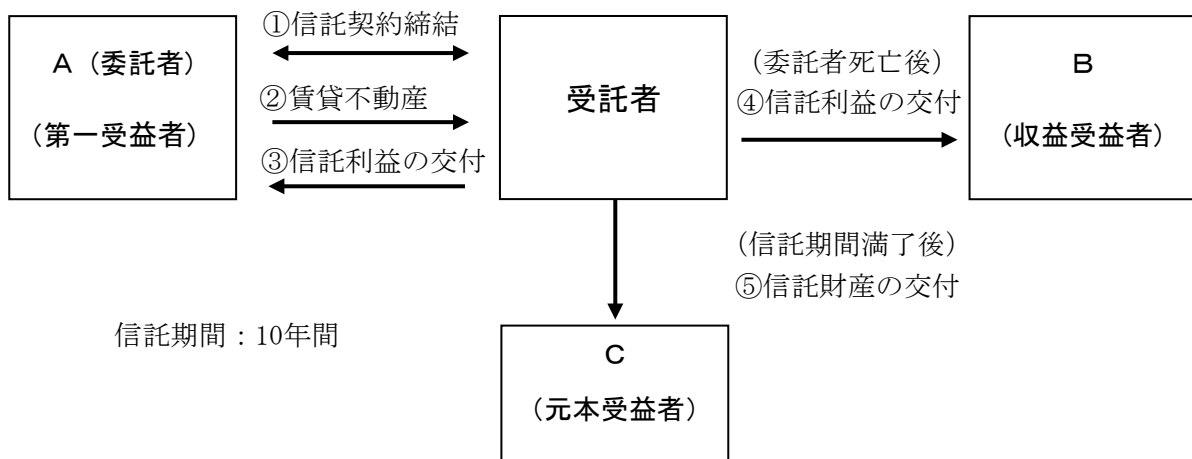 ①信託契約締結
A（委託者）
（第一受益者）
②賃貸不動産
③信託利益の交付
受託者
（委託者死亡後）
④信託利益の交付
B
（収益受益者）
（信託期間満了後）
⑤信託財産の交付
信託期間：10年間
C
（元本受益者）